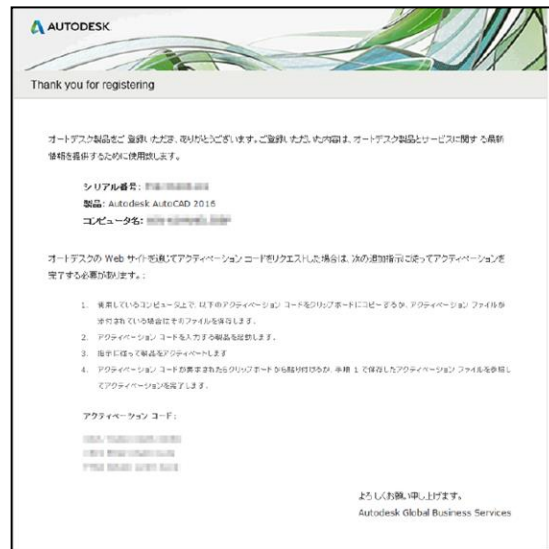 AUTODESK
Thank you for registering
オートデスク製品をご登録いただき、ありがとうございます。ご登録いただいた内容は、オートデスク製品とサービスに関する最新
情報を提供するために使用致します。
シリアル番号:
製品: Autodesk AutoCAD 2016
コンピュータ名:
オートデスクの Web サイトを通じてアクティベーション コードをリクエストした場合は、次の追加指示に従ってアクティベーションを
完了する必要があります。:
1. 使用しているコンピュータ上で、以下のアクティベーション コードをクリップボードにコピーするか、アクティベーション ファイルが
添付されている場合はそのファイルを保存します。
2. アクティベーション コードを入力する製品を起動します。
3. 指示に従って製品をアクティベートします
4. アクティベーション コードが要求されたらクリップボードから貼り付けるか、手順 1 で保存したアクティベーション ファイルを参照し
てアクティベーションを完了します。
アクティベーション コード:
よろしくお願い申し上げます。
Autodesk Global Business Services